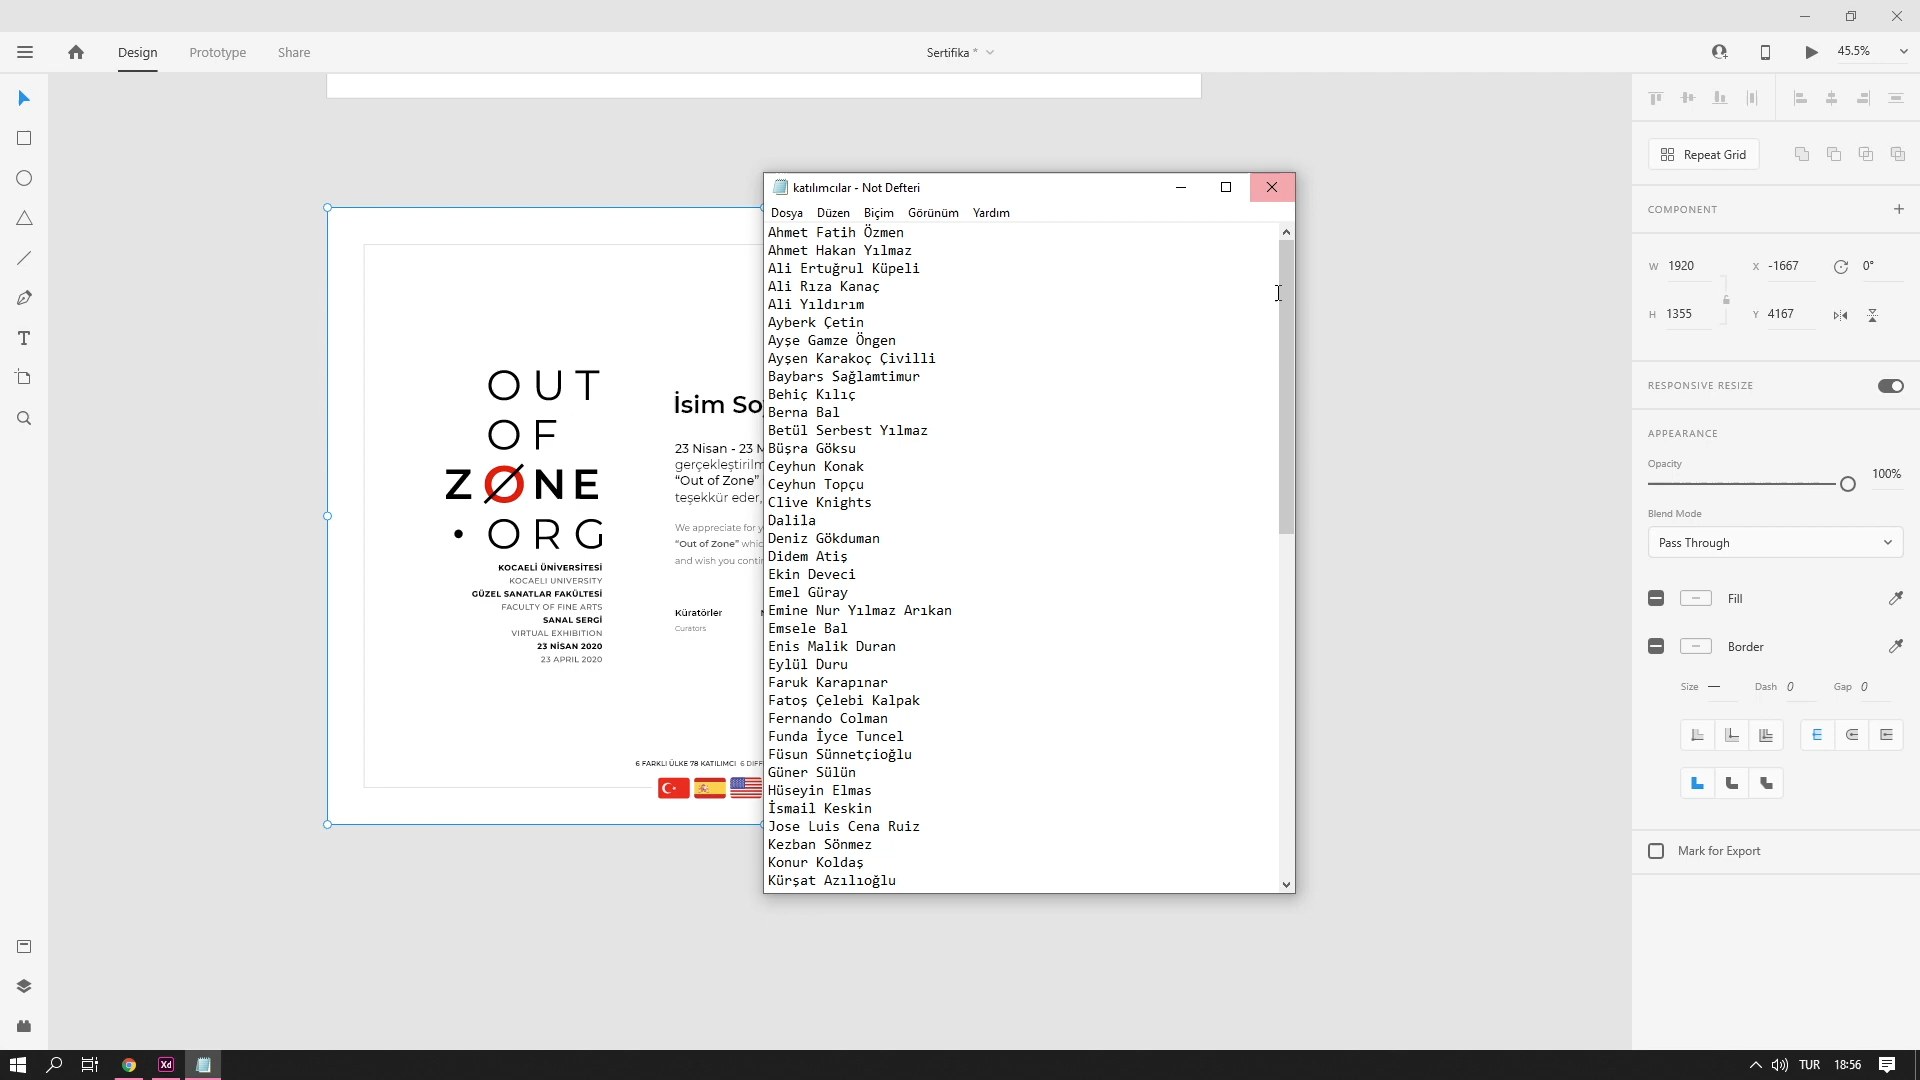 Design
Prototype
Share
Sertifika *
45.5%
Repeat Grid
COMPONENT
W 1920
X -1667
0°
H 1355
Y 4167
RESPONSIVE RESIZE
APPEARANCE
Opacity
100%
Blend Mode
Pass Through
Fill
Border
Size
Dash 0
Gap 0
Mark for Export
OUT
OF
ZØNE
• ORG
KOCAELİ ÜNİVERSİTESİ
KOCAELI UNIVERSITY
GÜZEL SANATLAR FAKÜLTESİ
FACULTY OF FINE ARTS
SANAL SERGİ
VIRTUAL EXHIBITION
23 NİSAN 2020
23 APRIL 2020
İsim So
23 Nisan - 23 M
gerçekleştirilm
“Out of Zone”
teşekkür eder,
We appreciate for y
“Out of Zone” whic
and wish you contin
Küratörler
Curators
6 FARKLI ÜLKE 78 KATILIMCI 6 DIFF
katılımcılar - Not Defteri
Dosya
Düzen
Biçim
Görünüm
Yardım
Ahmet Fatih Özmen
Ahmet Hakan Yılmaz
Ali Ertuğrul Küpeli
Ali Rıza Kanaç
Ali Yıldırım
Ayberk Çetin
Ayşe Gamze Öngen
Ayşen Karakoç Çivilli
Baybars Sağlamtimur
Behiç Kılıç
Berna Bal
Betül Serbest Yılmaz
Büşra Göksu
Ceyhun Konak
Ceyhun Topçu
Clive Knights
Dalila
Deniz Gökduman
Didem Atiş
Ekin Deveci
Emel Güray
Emine Nur Yılmaz Arıkan
Emsele Bal
Enis Malik Duran
Eylül Duru
Faruk Karapınar
Fatoş Çelebi Kalpak
Fernando Colman
Funda İyce Tuncel
Füsun Sünnetçioğlu
Güner Sülün
Hüseyin Elmas
İsmail Keskin
Jose Luis Cena Ruiz
Kezban Sönmez
Konur Koldaş
Kürşat Azılıoğlu
Xd
TUR
18:56